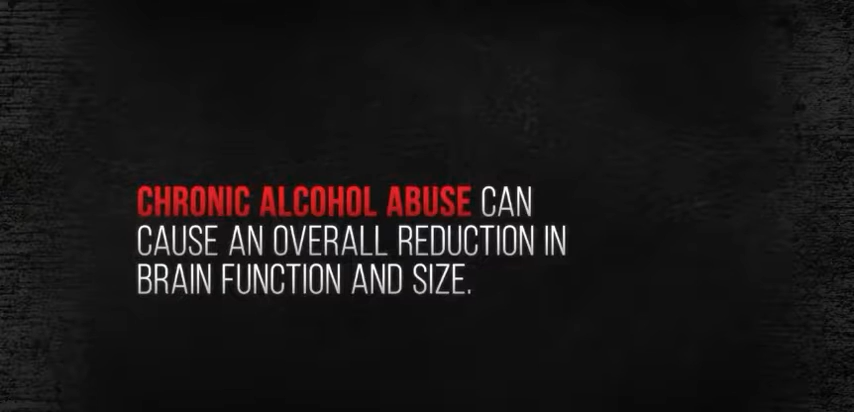 CHRONIC ALCOHOL ABUSE CAN
CAUSE AN OVERALL REDUCTION IN
BRAIN FUNCTION AND SIZE.